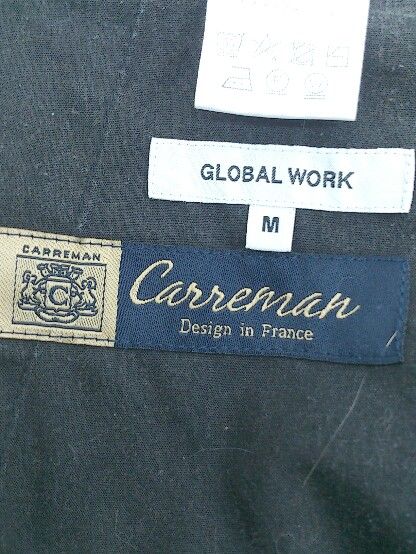 GLOBAL WORK
M
CARREMAN
C
Carreman
Design in France